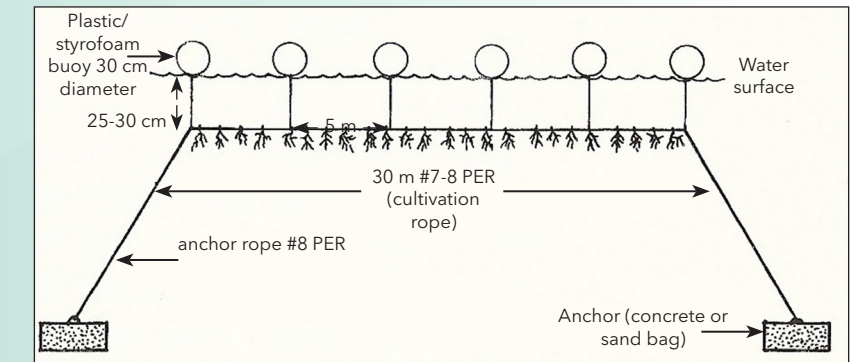 Plastic/
styrofoam
buoy 30 cm
diameter
Water
surface
25-30 cm
5 m
30 m #7-8 PER
(cultivation
rope)
anchor rope #8 PER
Anchor (concrete or
sand bag)